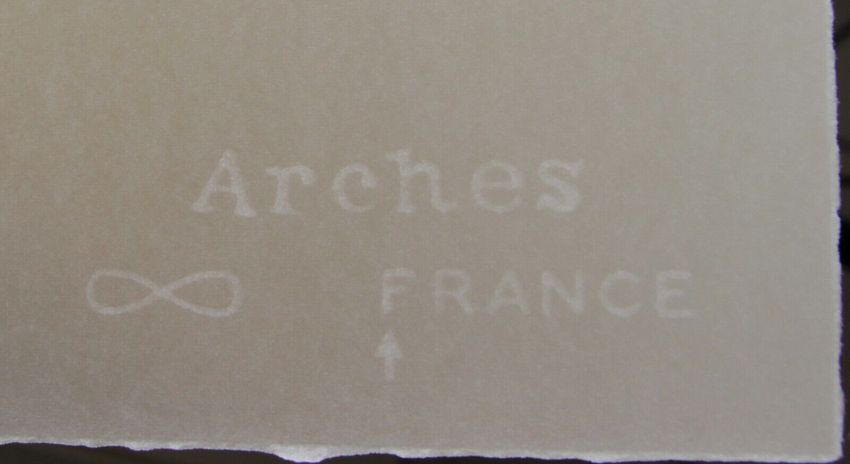 Arches
∞ FRANCE
↑